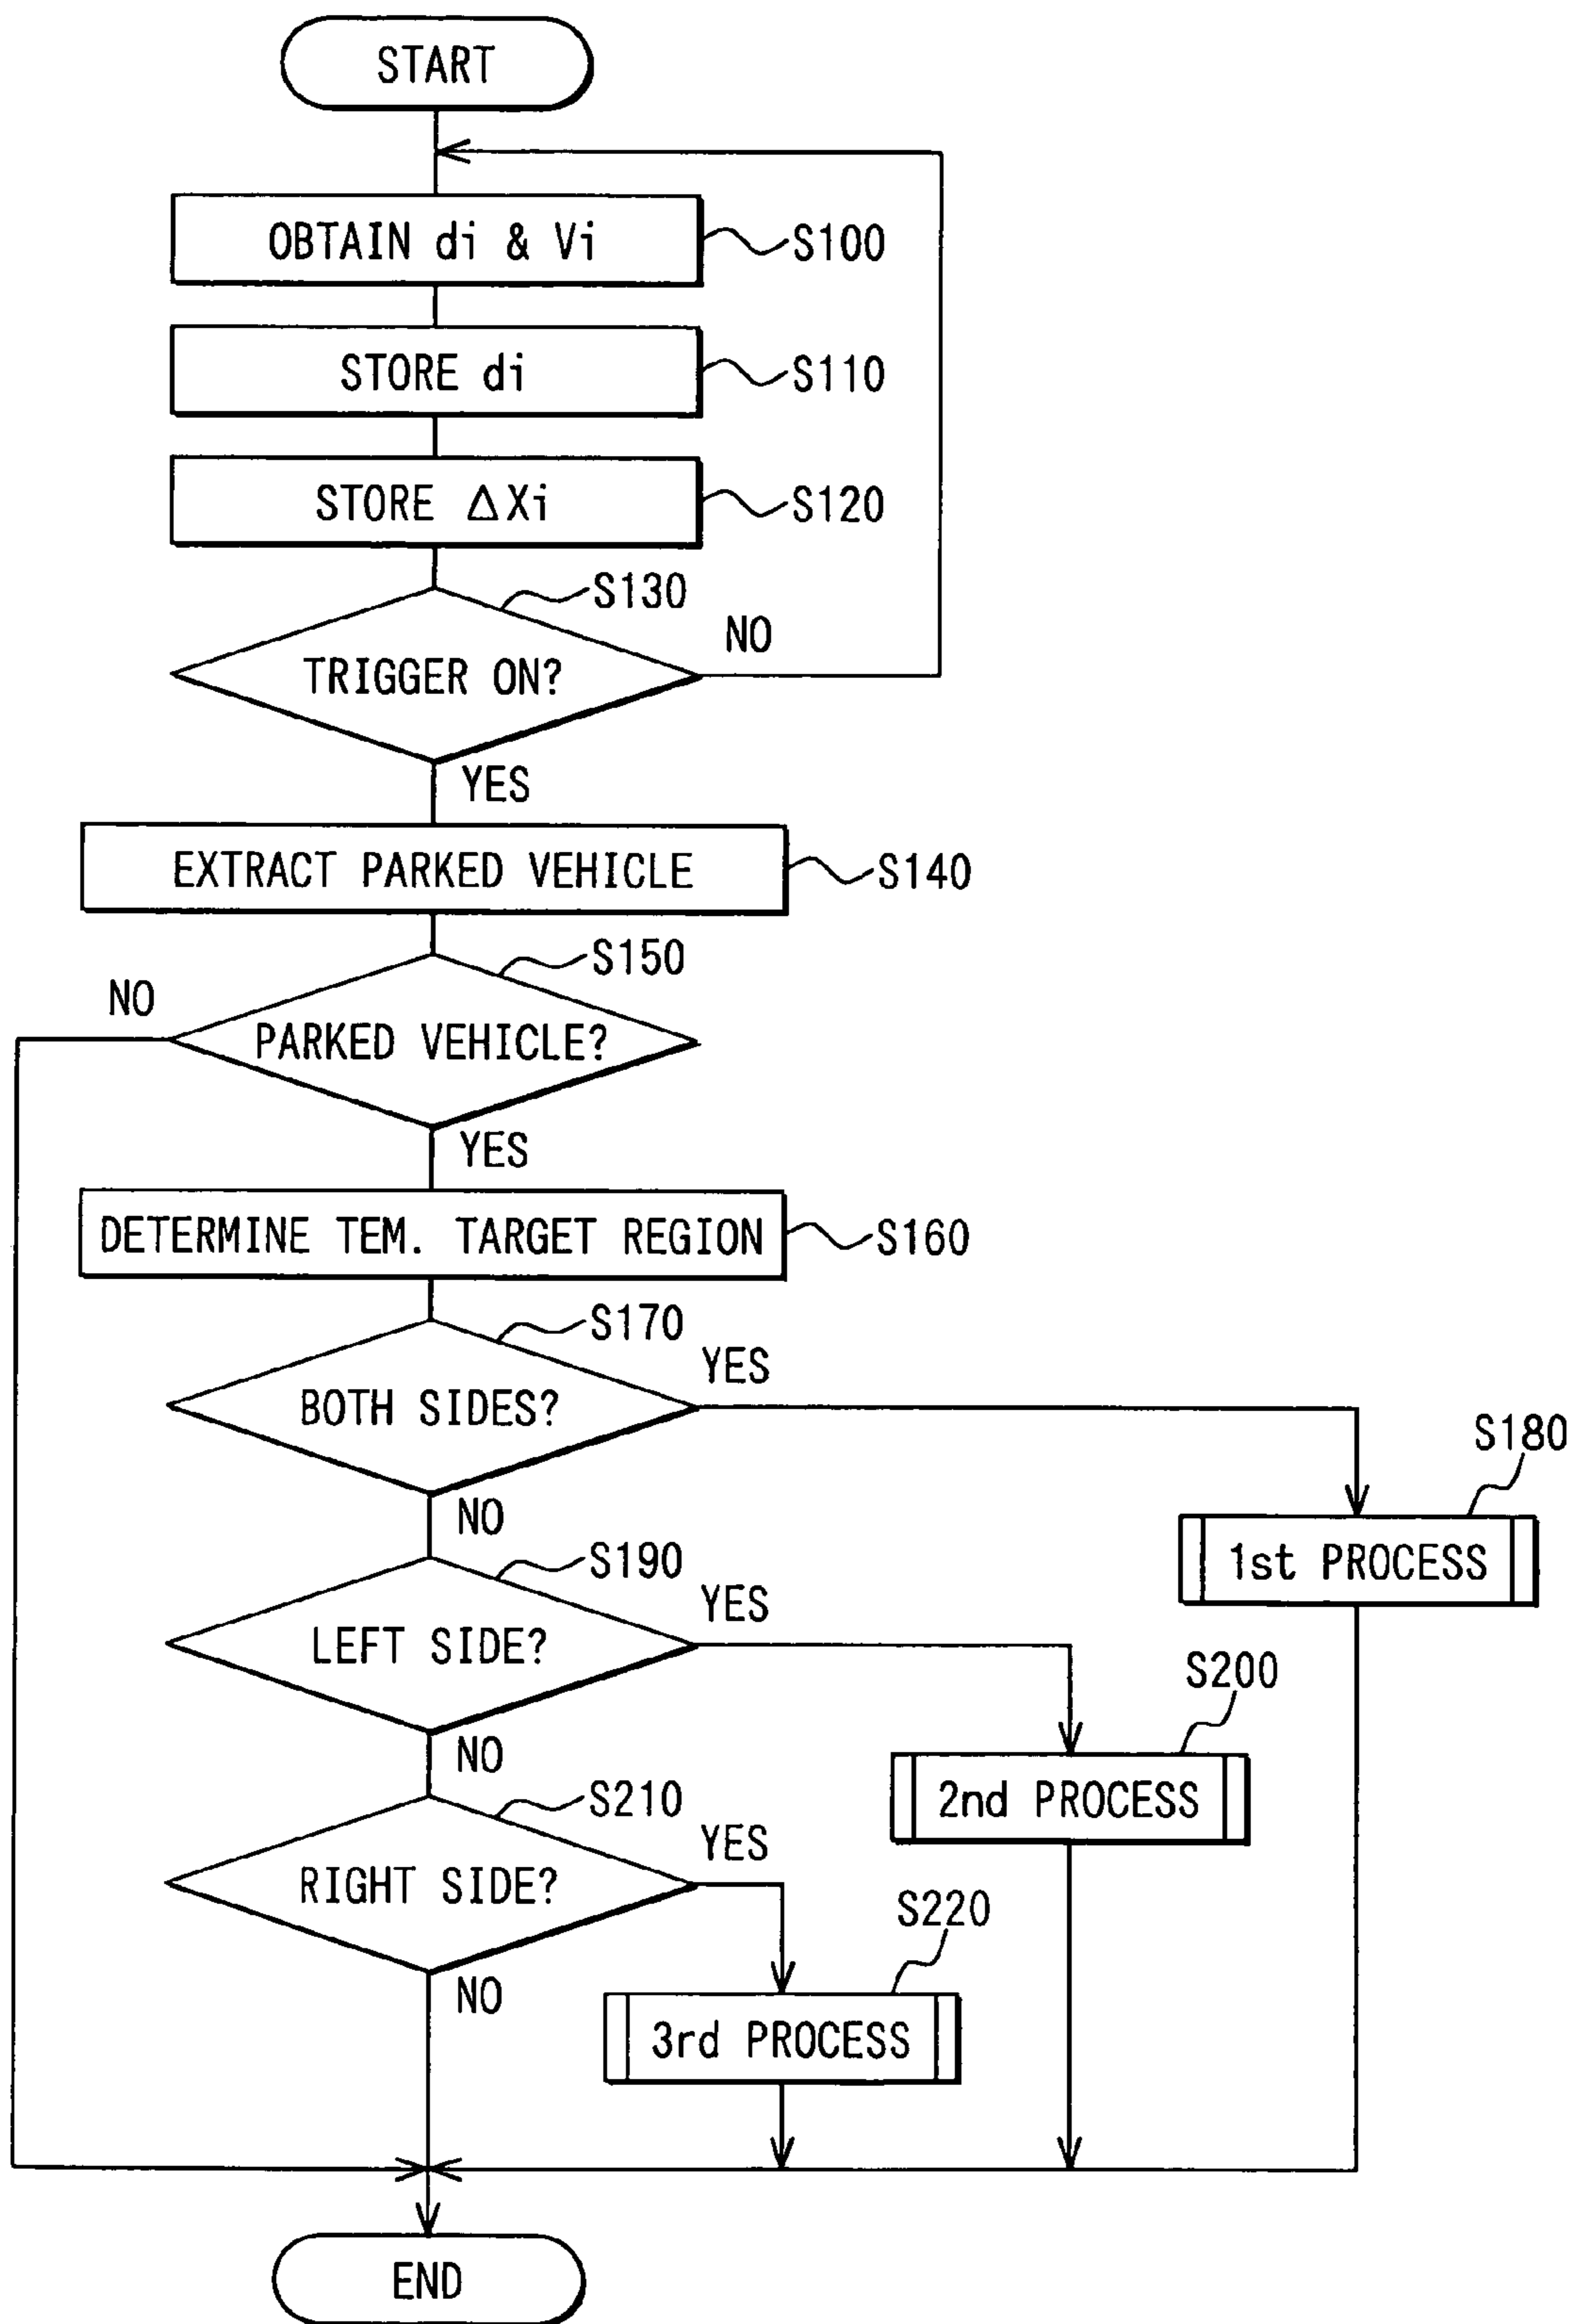 START
OBTAIN di & Vi
S100
STORE di
S110
STORE ΔXi
S120
S130
TRIGGER ON?
NO
YES
EXTRACT PARKED VEHICLE
S140
S150
NO
PARKED VEHICLE?
YES
DETERMINE TEM. TARGET REGION
S160
S170
YES
BOTH SIDES?
NO
S180
1st PROCESS
S190
YES
LEFT SIDE?
NO
S200
2nd PROCESS
S210
YES
RIGHT SIDE?
NO
S220
3rd PROCESS
END